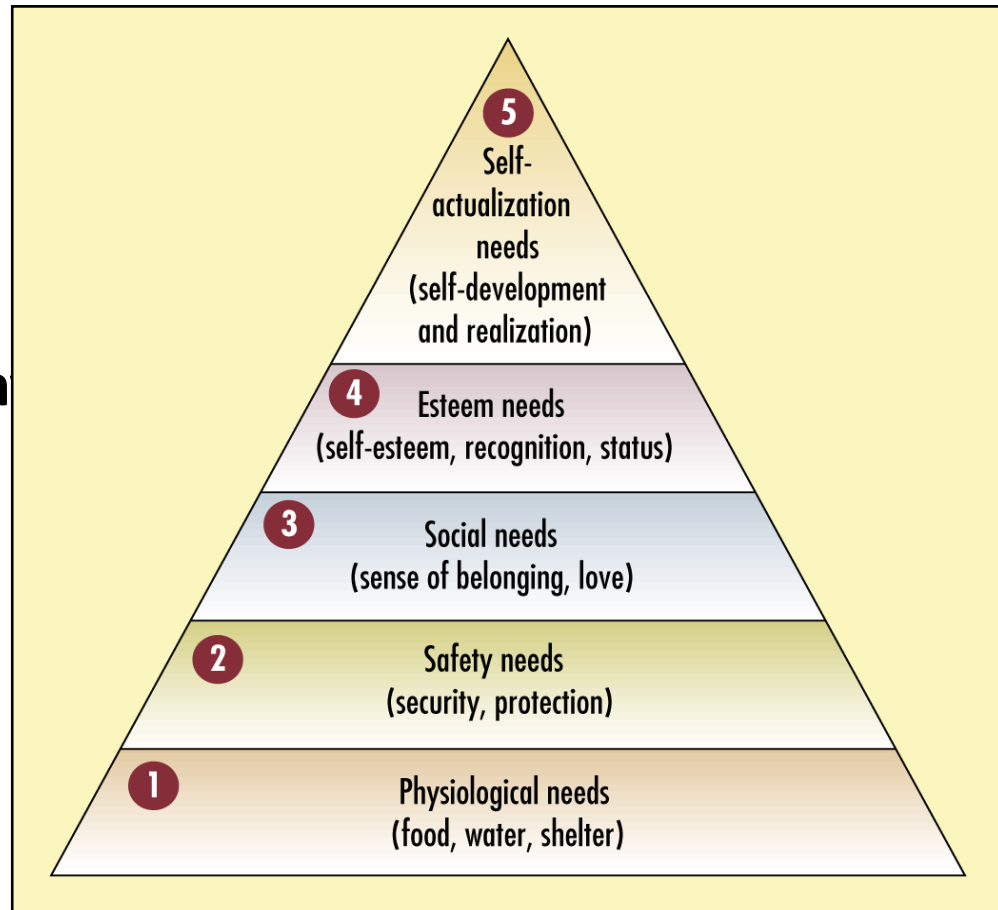 5
Self-
actualization
needs
(self-development
and realization)
4
Esteem needs
(self-esteem, recognition, status)
3
Social needs
(sense of belonging, love)
2
Safety needs
(security, protection)
1
Physiological needs
(food, water, shelter)